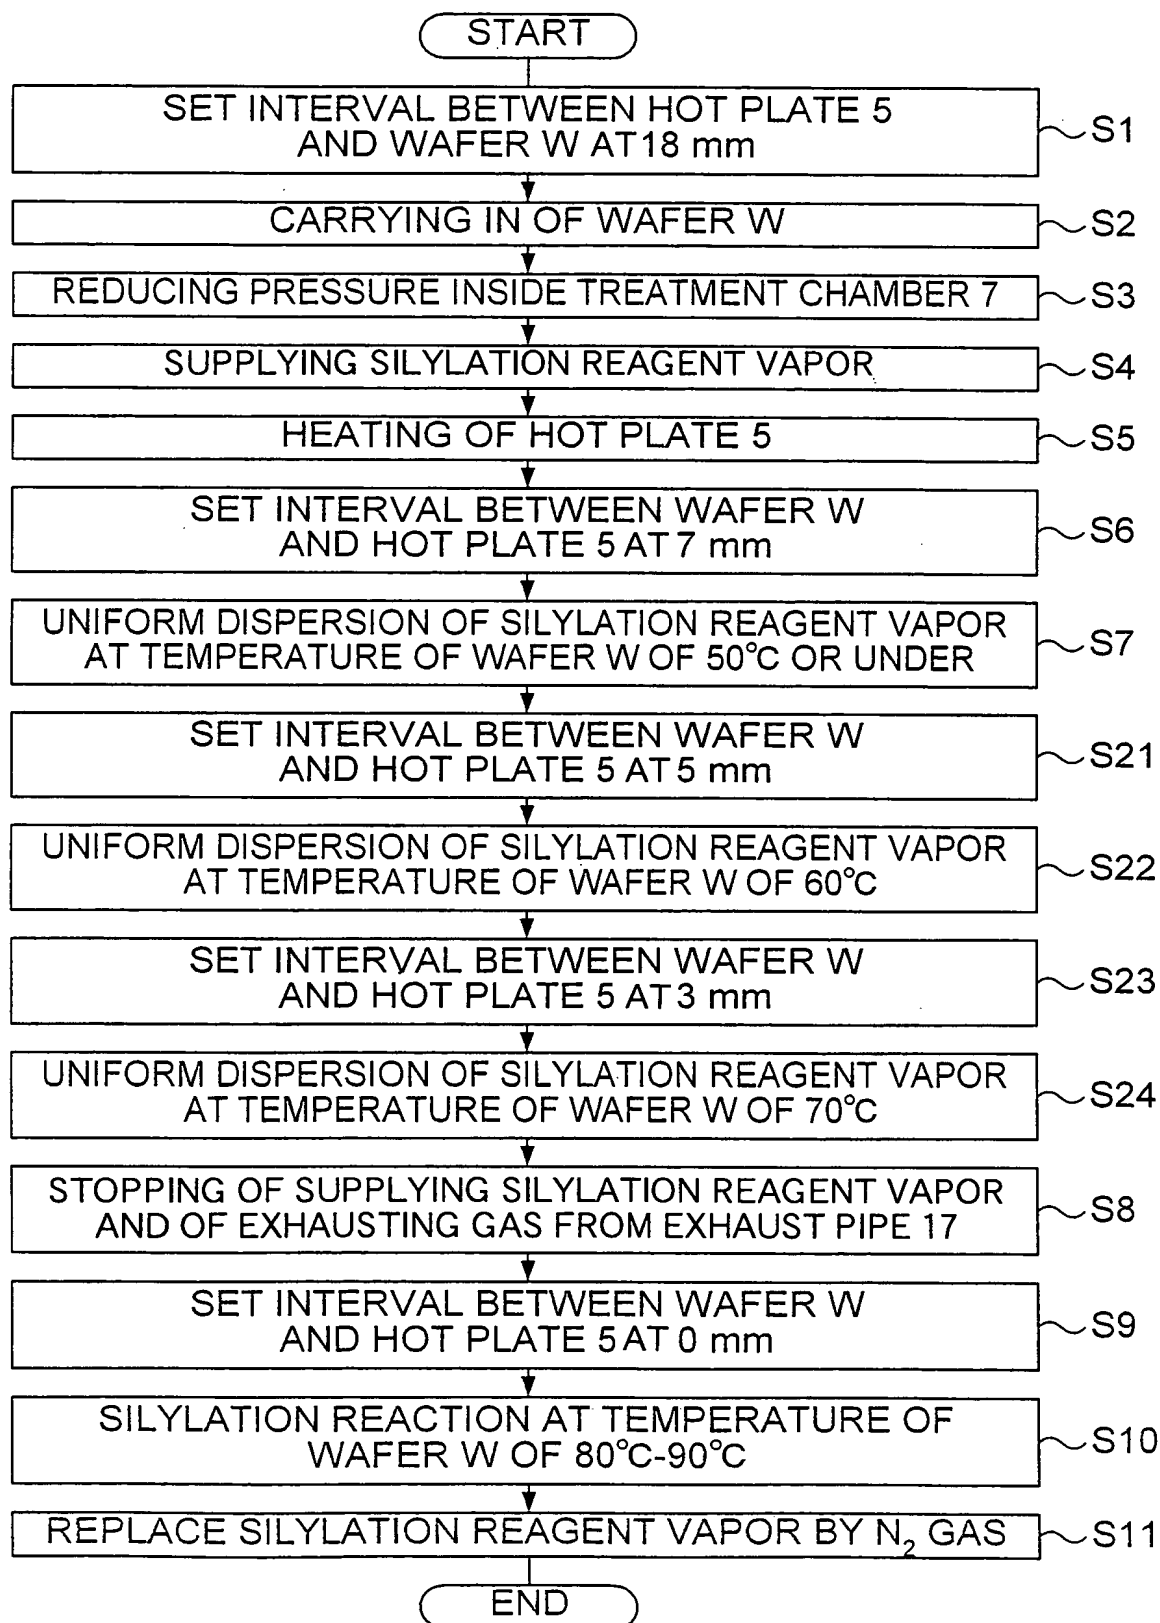 START
SET INTERVAL BETWEEN HOT PLATE 5
AND WAFER W AT 18 mm
S1
CARRYING IN OF WAFER W
S2
REDUCING PRESSURE INSIDE TREATMENT CHAMBER 7
S3
SUPPLYING SILYLATION REAGENT VAPOR
S4
HEATING OF HOT PLATE 5
S5
SET INTERVAL BETWEEN WAFER W
AND HOT PLATE 5 AT 7 mm
S6
UNIFORM DISPERSION OF SILYLATION REAGENT VAPOR
AT TEMPERATURE OF WAFER W OF 50°C OR UNDER
S7
SET INTERVAL BETWEEN WAFER W
AND HOT PLATE 5 AT 5 mm
S21
UNIFORM DISPERSION OF SILYLATION REAGENT VAPOR
AT TEMPERATURE OF WAFER W OF 60°C
S22
SET INTERVAL BETWEEN WAFER W
AND HOT PLATE 5 AT 3 mm
S23
UNIFORM DISPERSION OF SILYLATION REAGENT VAPOR
AT TEMPERATURE OF WAFER W OF 70°C
S24
STOPPING OF SUPPLYING SILYLATION REAGENT VAPOR
AND OF EXHAUSTING GAS FROM EXHAUST PIPE 17
S8
SET INTERVAL BETWEEN WAFER W
AND HOT PLATE 5 AT 0 mm
S9
SILYLATION REACTION AT TEMPERATURE OF
WAFER W OF 80°C-90°C
S10
REPLACE SILYLATION REAGENT VAPOR BY N₂ GAS
S11
END